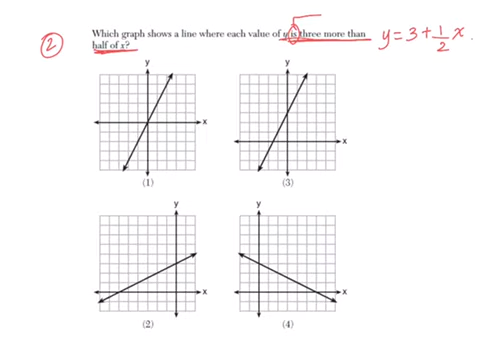 2 Which graph shows a line where each value of y is three more than
half of x?
y = 3 + 1/2 x.
y
x
(1)
y
x
(3)
y
x
(2)
y
x
(4)